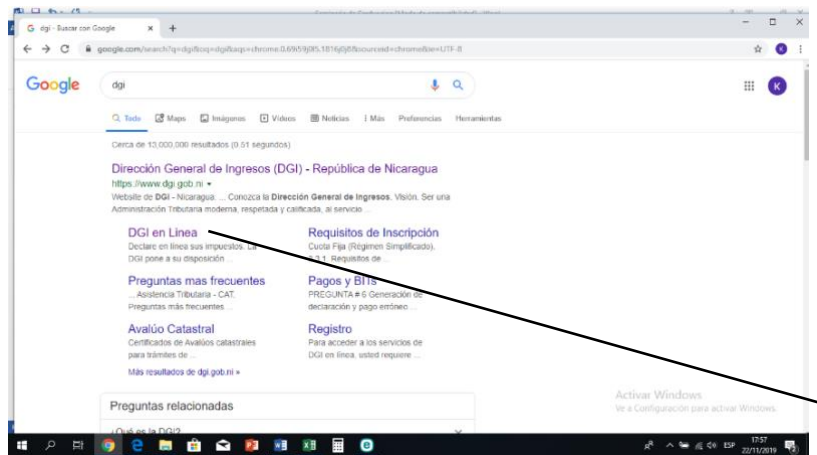 dgi - Buscar con Google
google.com/search?q=dgi&oq=dgi&aqs=chrome.0.69i59j0l5.1816j0j8&sourceid=chrome&ie=UTF-8
Google
dgi
K
Todo Maps Imágenes Vídeos Noticias Más Preferencias Herramientas
Cerca de 13,000,000 resultados (0.51 segundos)
Dirección General de Ingresos (DGI) - República de Nicaragua
https://www.dgi.gob.ni
Website de DGI - Nicaragua. ... Conozca la Dirección General de Ingresos. Visión. Ser una
Administración Tributaria moderna, respetada y calificada, al servicio ...
DGI en Linea
Declare en línea sus impuestos. La
DGI pone a su disposición ...
Requisitos de Inscripción
Cuota Fija (Régimen Simplificado).
Requisitos de ...
Preguntas mas frecuentes
... Asistencia Tributaria - CAT.
Preguntas más frecuentes ...
Pagos y BITs
PREGUNTA # 6 Generación de
declaración y pago erróneo ...
Avalúo Catastral
Certificados de Avalúos catastrales
para trámites de ...
Registro
Para acceder a los servicios de
DGI en línea, usted requiere ...
Más resultados de dgi.gob.ni »
Preguntas relacionadas
¿Qué es la DGI?
Activar Windows
Ve a Configuración para activar Windows.
ESP
17:57
22/11/2019